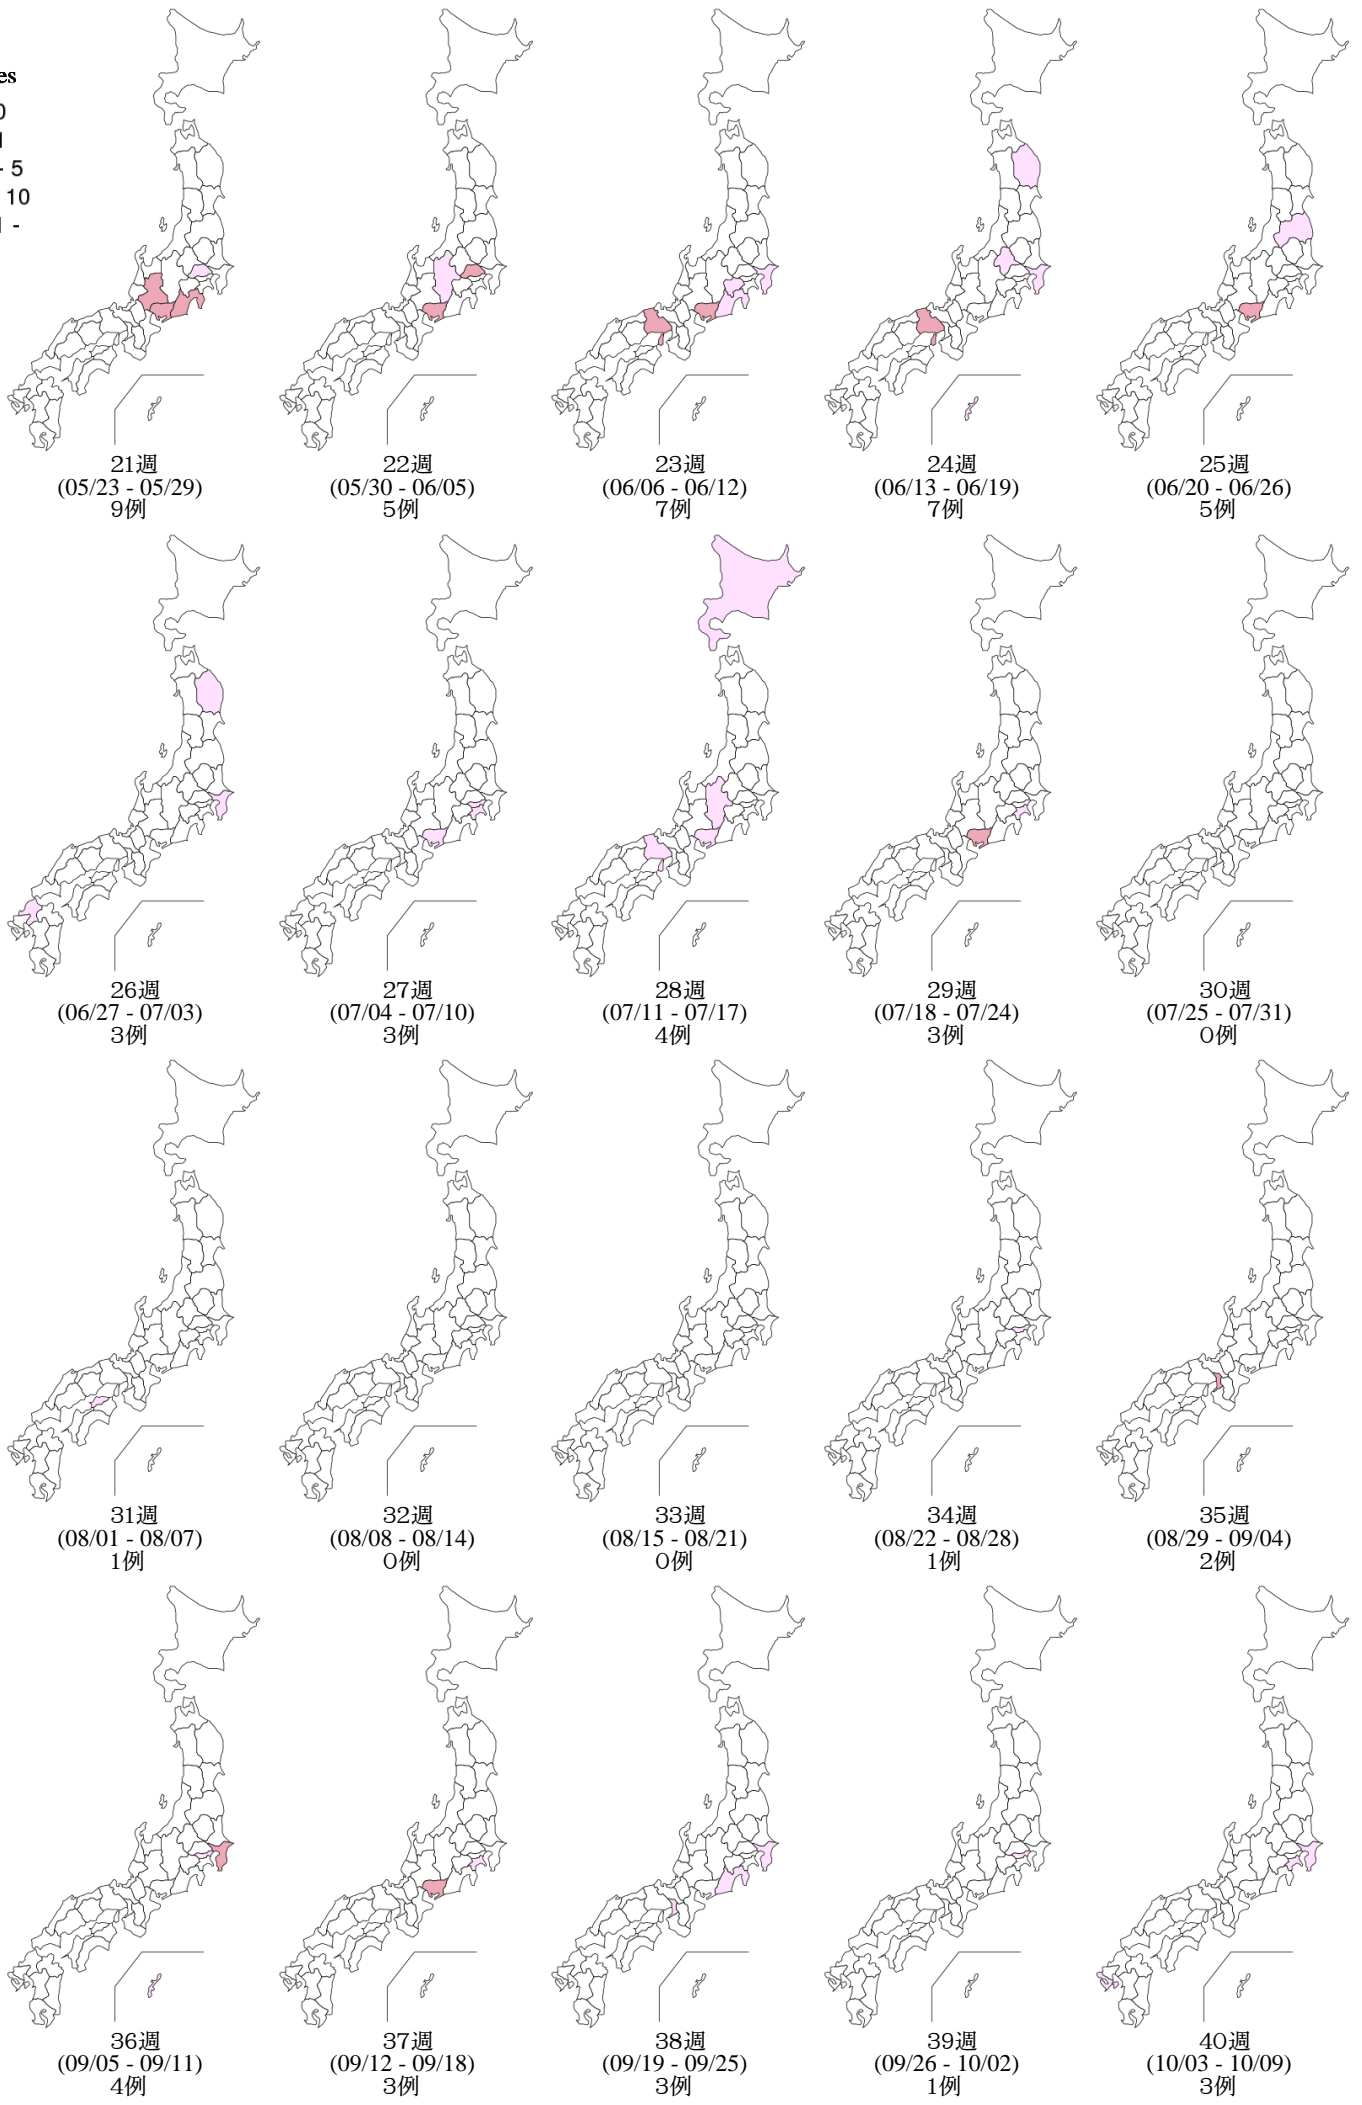 es
0
1
- 5
10
1 -
21週
(05/23 - 05/29)
9例
22週
(05/30 - 06/05)
5例
23週
(06/06 - 06/12)
7例
24週
(06/13 - 06/19)
7例
25週
(06/20 - 06/26)
5例
26週
(06/27 - 07/03)
3例
27週
(07/04 - 07/10)
3例
28週
(07/11 - 07/17)
4例
29週
(07/18 - 07/24)
3例
30週
(07/25 - 07/31)
0例
31週
(08/01 - 08/07)
1例
32週
(08/08 - 08/14)
0例
33週
(08/15 - 08/21)
0例
34週
(08/22 - 08/28)
1例
35週
(08/29 - 09/04)
2例
36週
(09/05 - 09/11)
4例
37週
(09/12 - 09/18)
3例
38週
(09/19 - 09/25)
3例
39週
(09/26 - 10/02)
1例
40週
(10/03 - 10/09)
3例